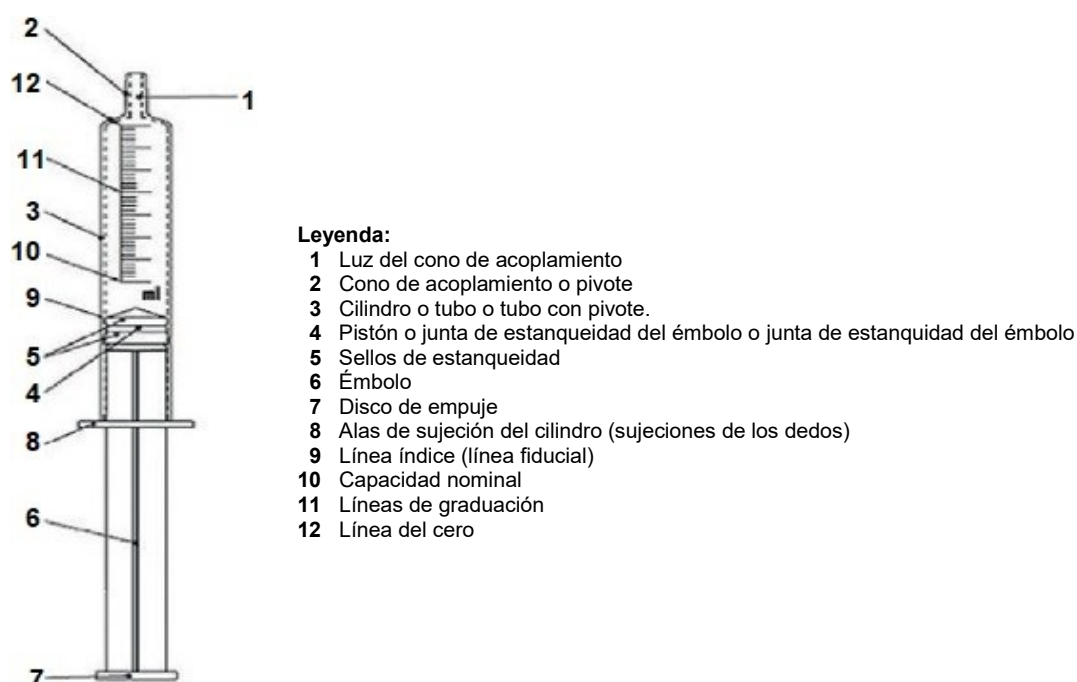 2
12
1
11
3
10
ml
9
5
4
8
6
7
Leyenda:
1 Luz del cono de acoplamiento
2 Cono de acoplamiento o pivote
3 Cilindro o tubo o tubo con pivote.
4 Pistón o junta de estanqueidad del émbolo o junta de estanquidad del émbolo
5 Sellos de estanqueidad
6 Émbolo
7 Disco de empuje
8 Alas de sujeción del cilindro (sujeciones de los dedos)
9 Línea índice (línea fiducial)
10 Capacidad nominal
11 Líneas de graduación
12 Línea del cero